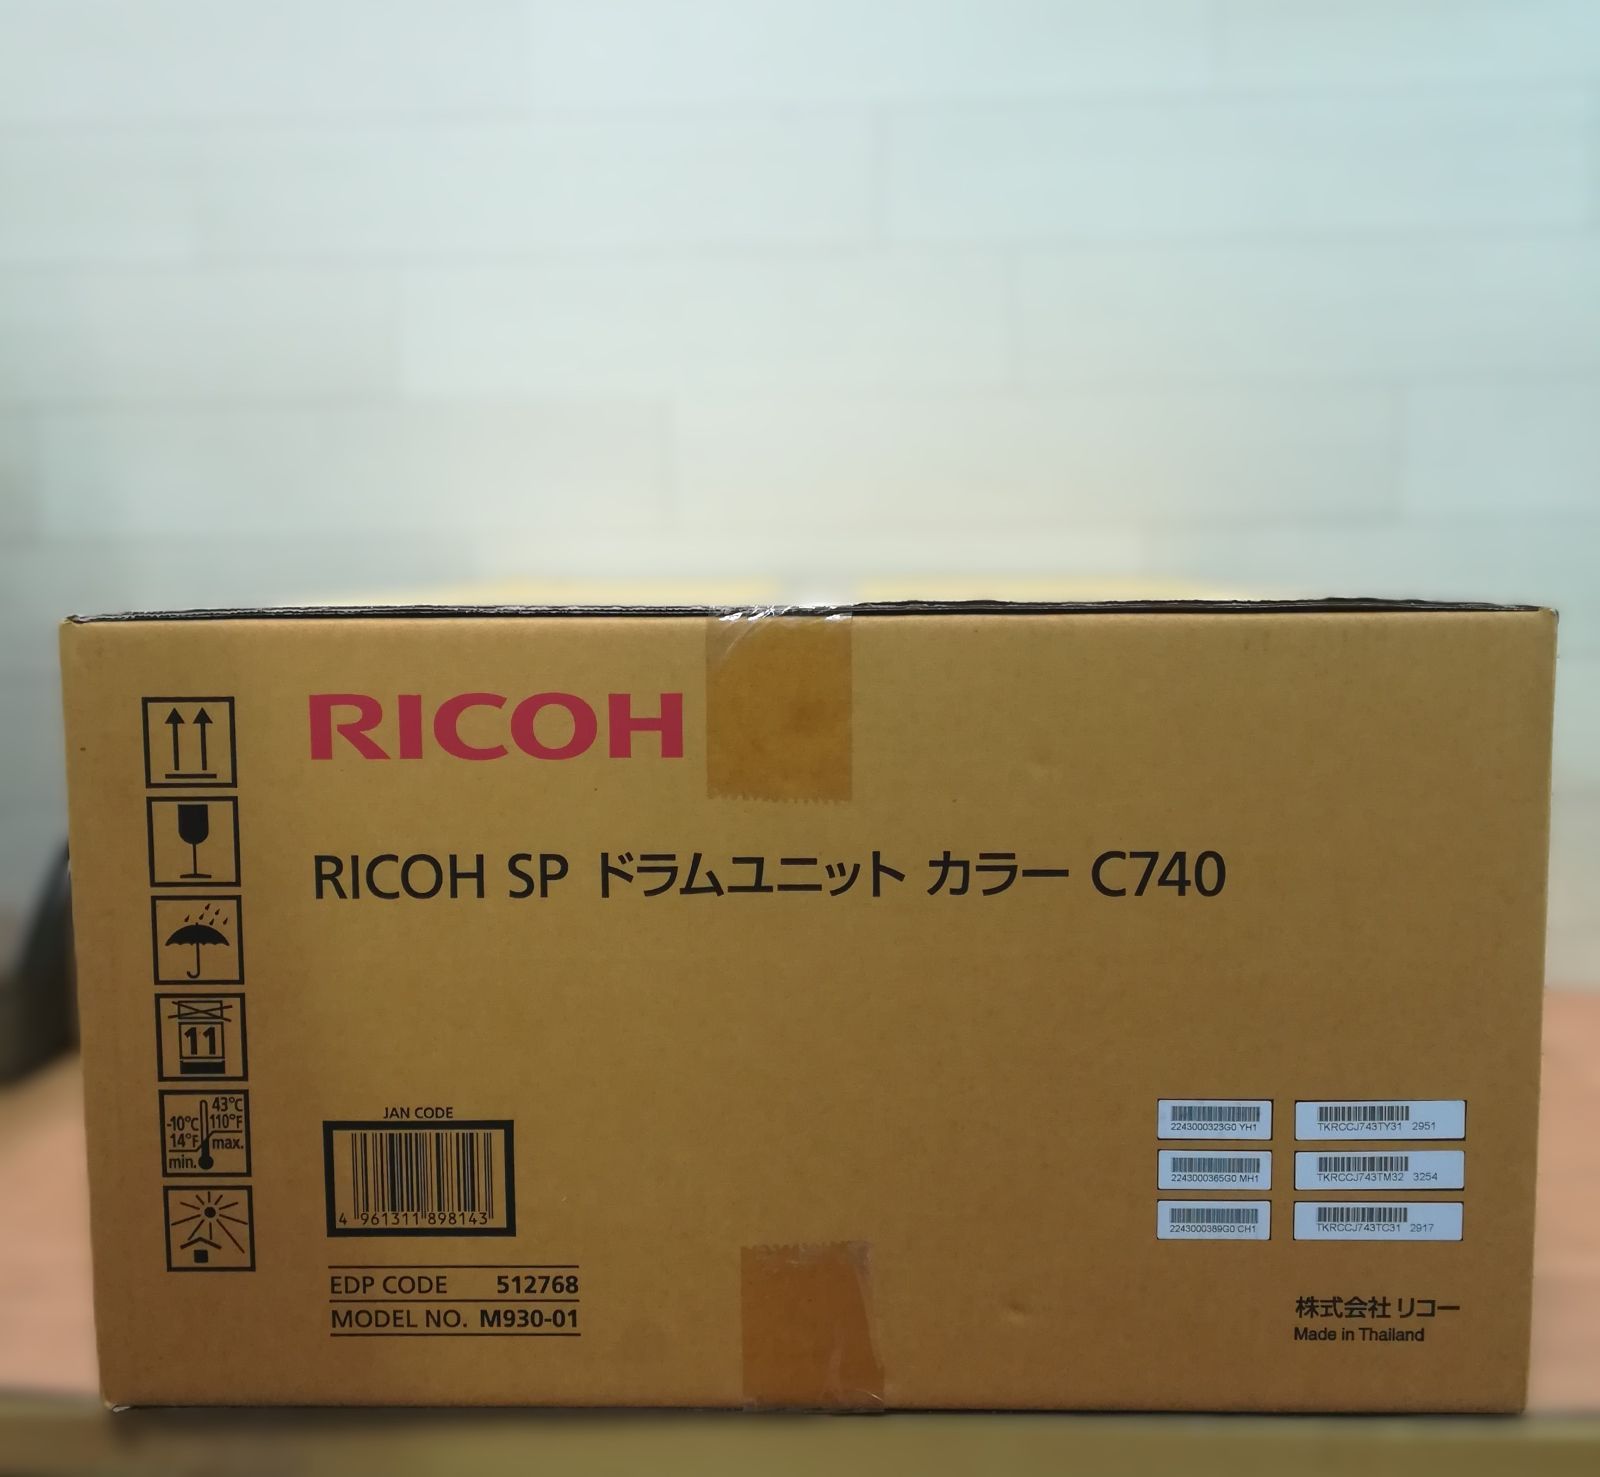 RICOH
RICOH SP ドラムユニット カラー C740
11
-10°C 43°C
14°F 110°F
min. max.
JAN CODE
4 961311 898143
EDP CODE 512768
MODEL NO. M930-01
2243000323G0 YH1 TKRCCJ743TY31 2951
2243000365G0 MH1 TKRCCJ743TM32 3254
2243000389G0 CH1 TKRCCJ743TC31 2917
株式会社 リコー
Made in Thailand